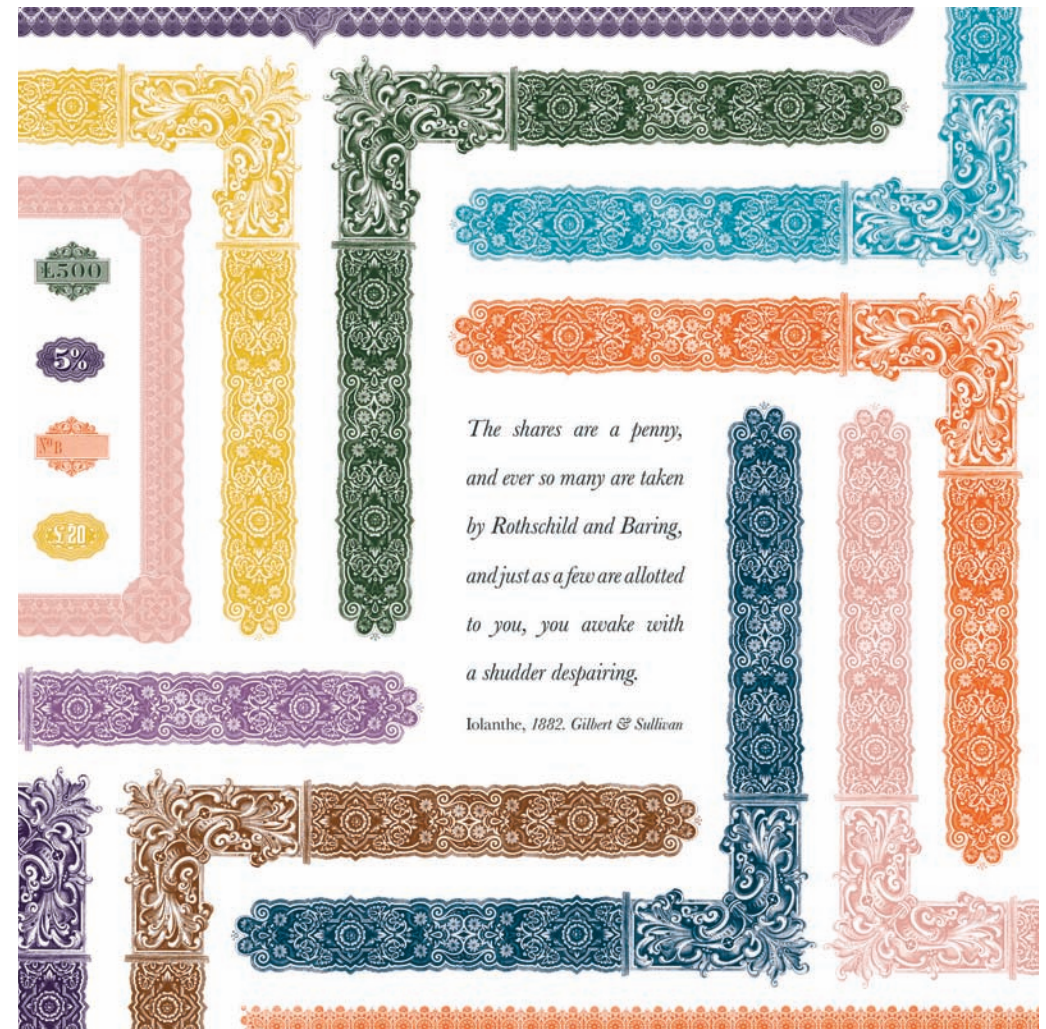 £500
5%
No B
£20
The shares are a penny,
and ever so many are taken
by Rothschild and Baring,
and just as a few are allotted
to you, you awake with
a shudder despairing.
Iolanthe, 1882. Gilbert & Sullivan